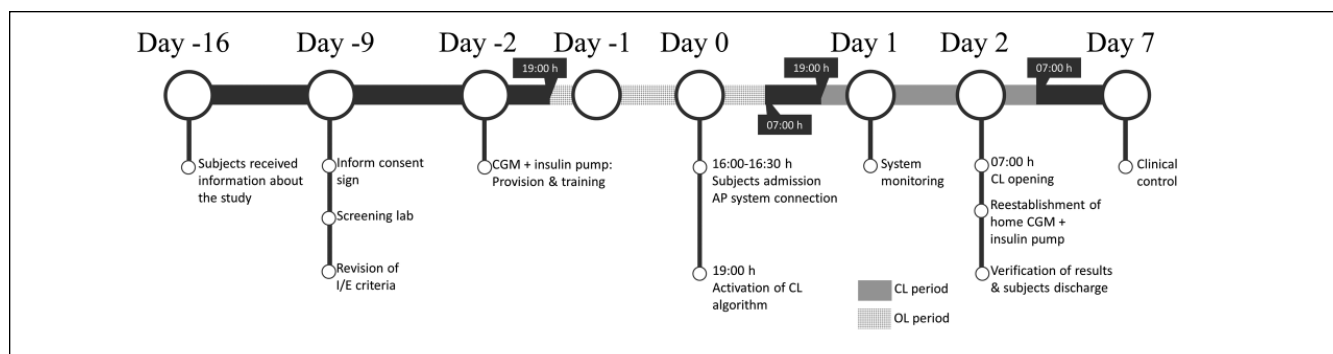 Day -16
Day -9
Day -2
Day -1
Day 0
Day 1
Day 2
Day 7
19:00 h
19:00 h
07:00 h
07:00 h
Subjects received
information about
the study
Inform consent
sign
Screening lab
Revision of
I/E criteria
CGM + insulin pump:
Provision & training
16:00-16:30 h
Subjects admission
AP system connection
19:00 h
Activation of CL
algorithm
System
monitoring
07:00 h
CL opening
Reestablishment of
home CGM +
insulin pump
Verification of results
& subjects discharge
Clinical
control
CL period
OL period